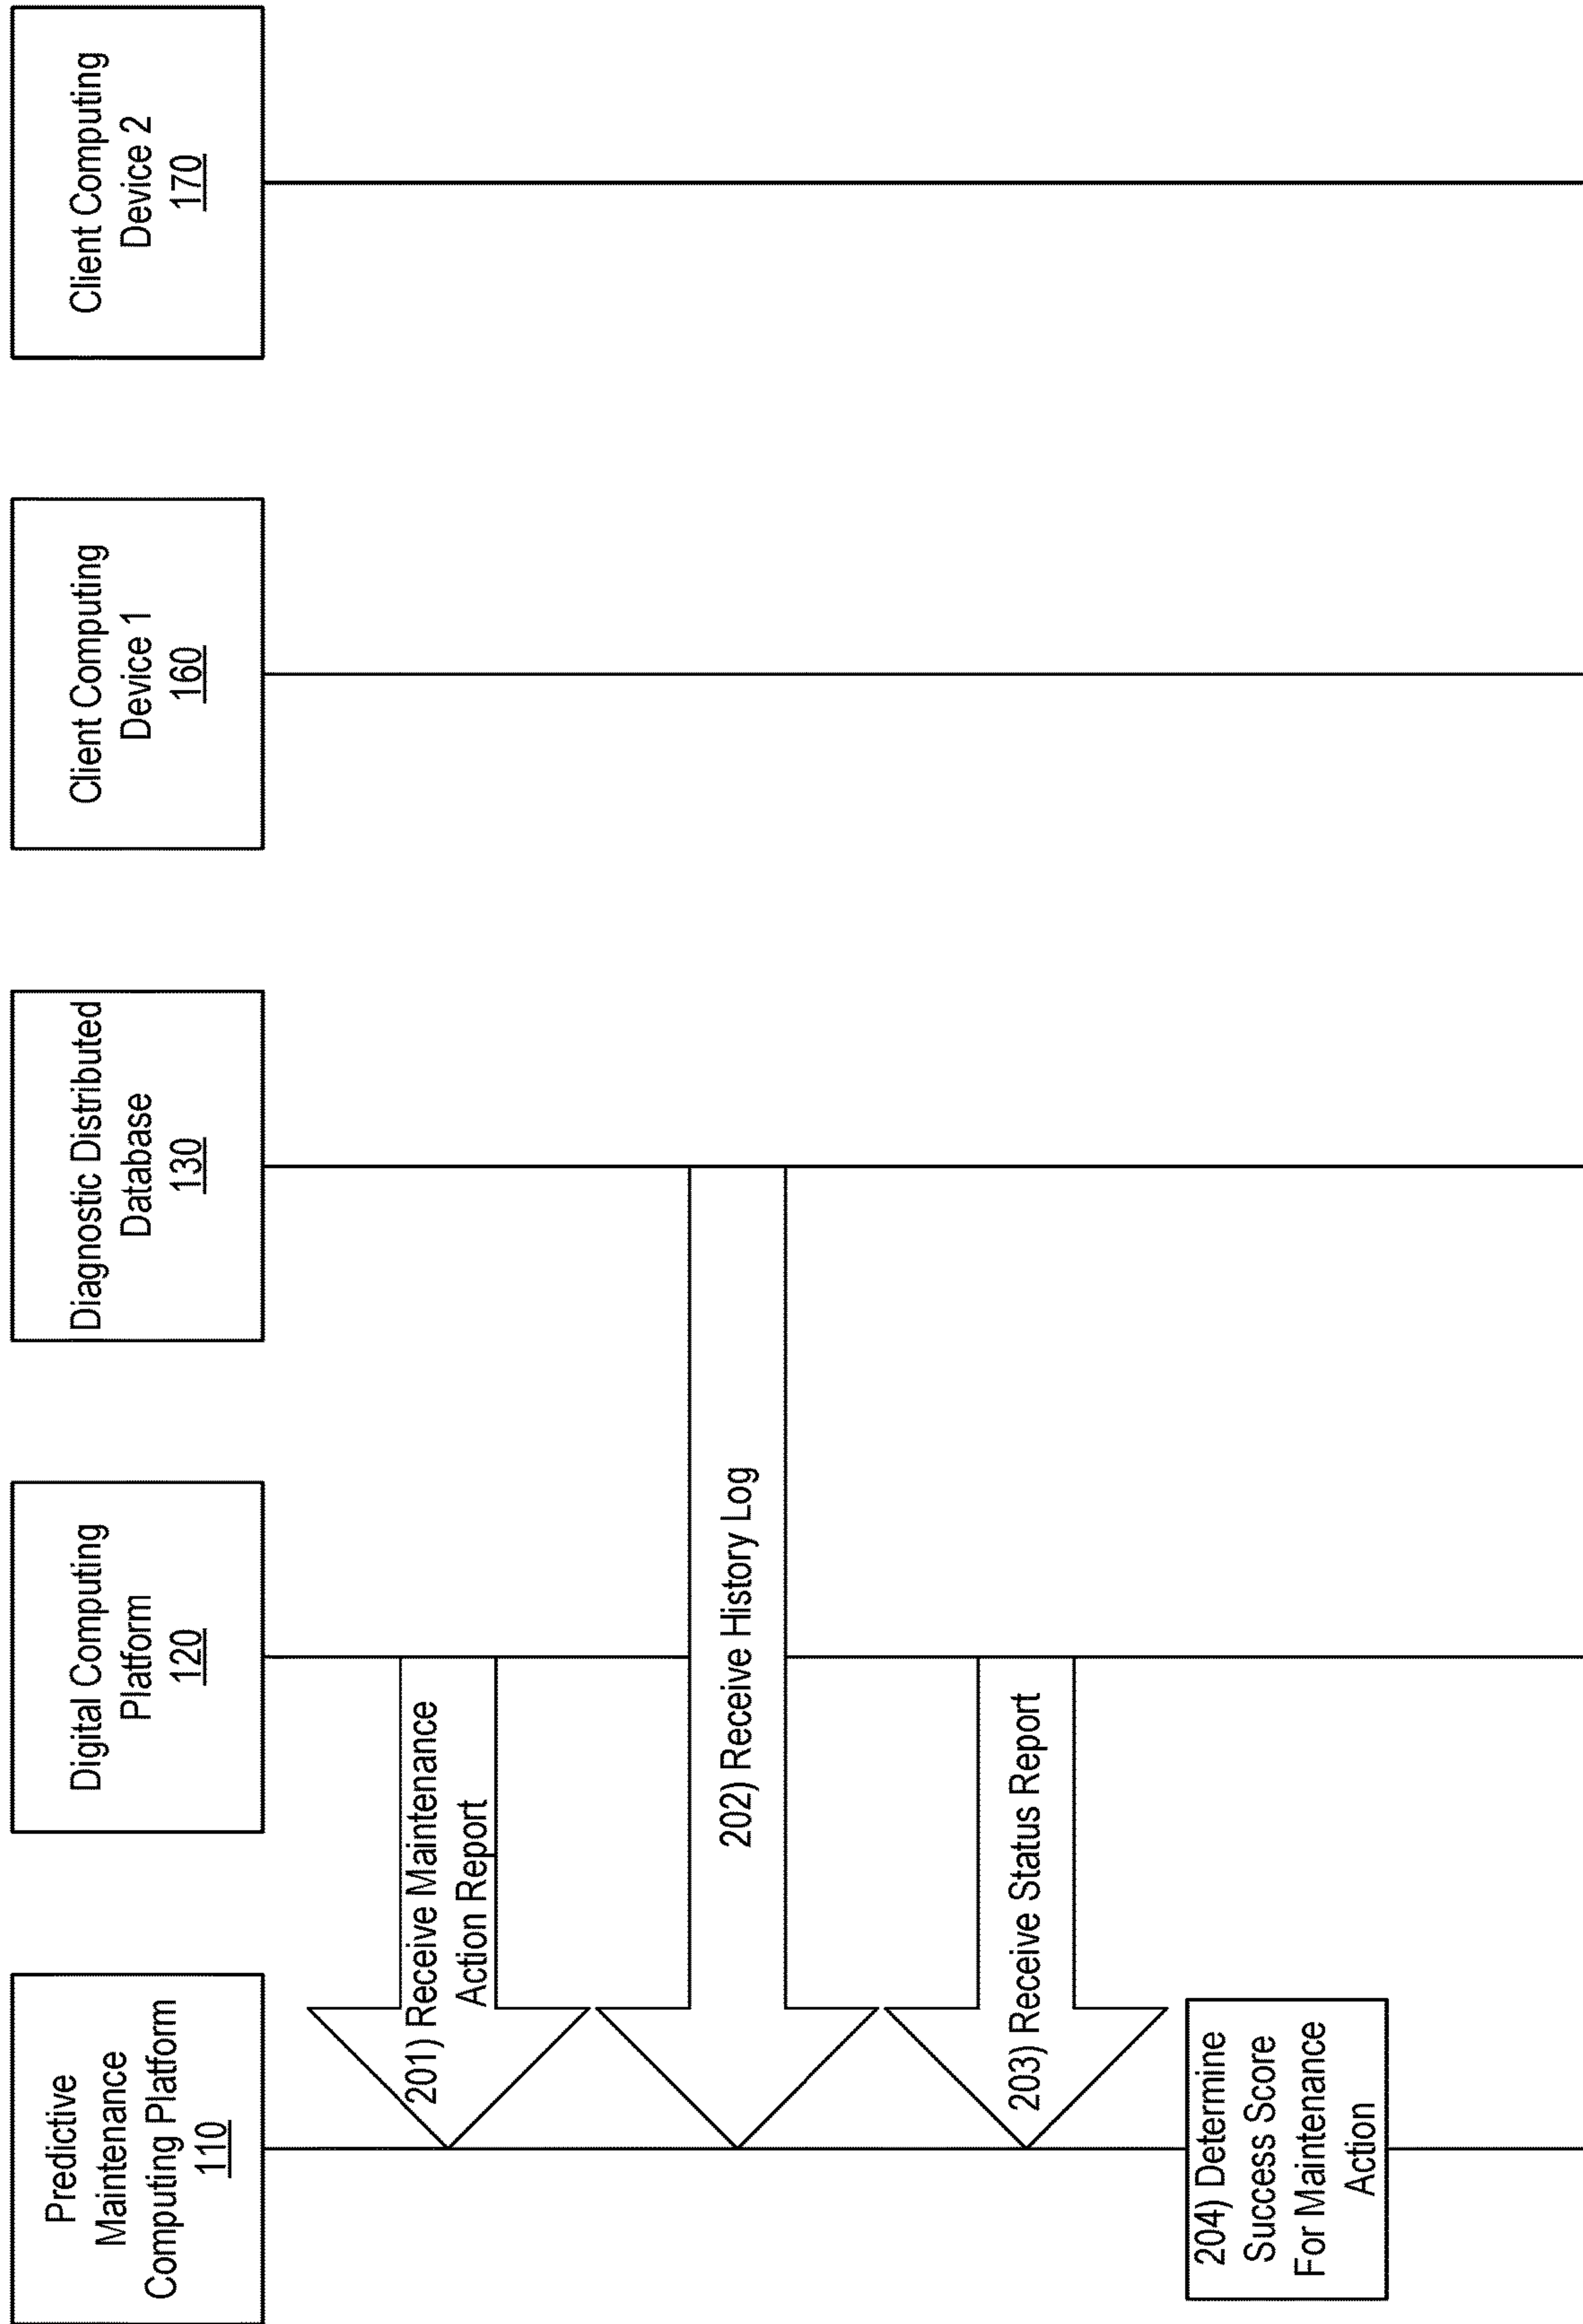 Predictive
Maintenance
Computing Platform
110
Digital Computing
Platform
120
Diagnostic Distributed
Database
130
Client Computing
Device 1
160
Client Computing
Device 2
170
201) Receive Maintenance
Action Report
202) Receive History Log
203) Receive Status Report
204) Determine
Success Score
For Maintenance
Action